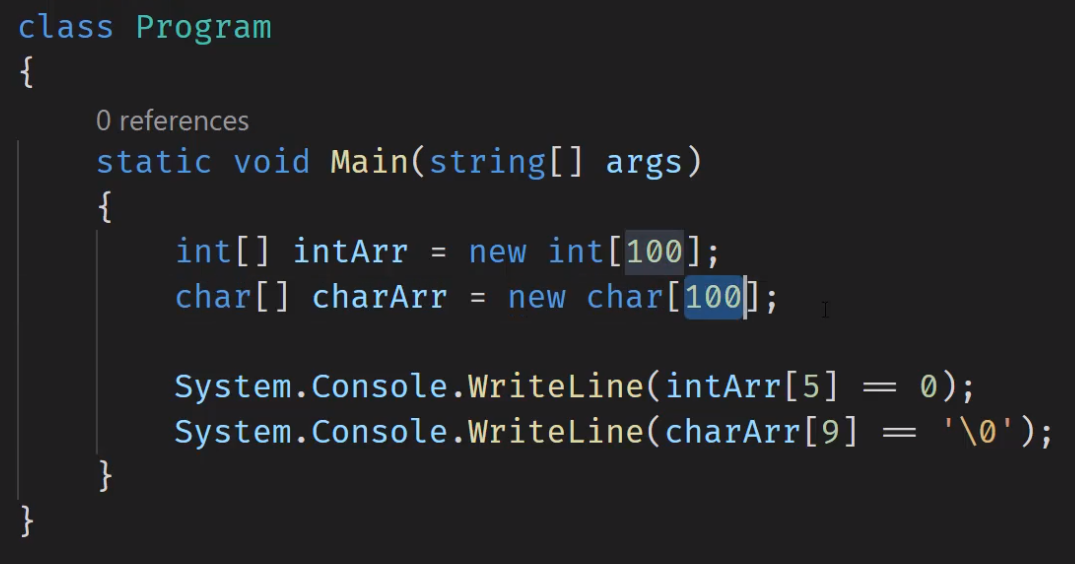 class Program
{
0 references
static void Main(string[] args)
{
int[] intArr = new int[100];
char[] charArr = new char[100];
System.Console.WriteLine(intArr[5] == 0);
System.Console.WriteLine(charArr[9] == '\0');
}
}